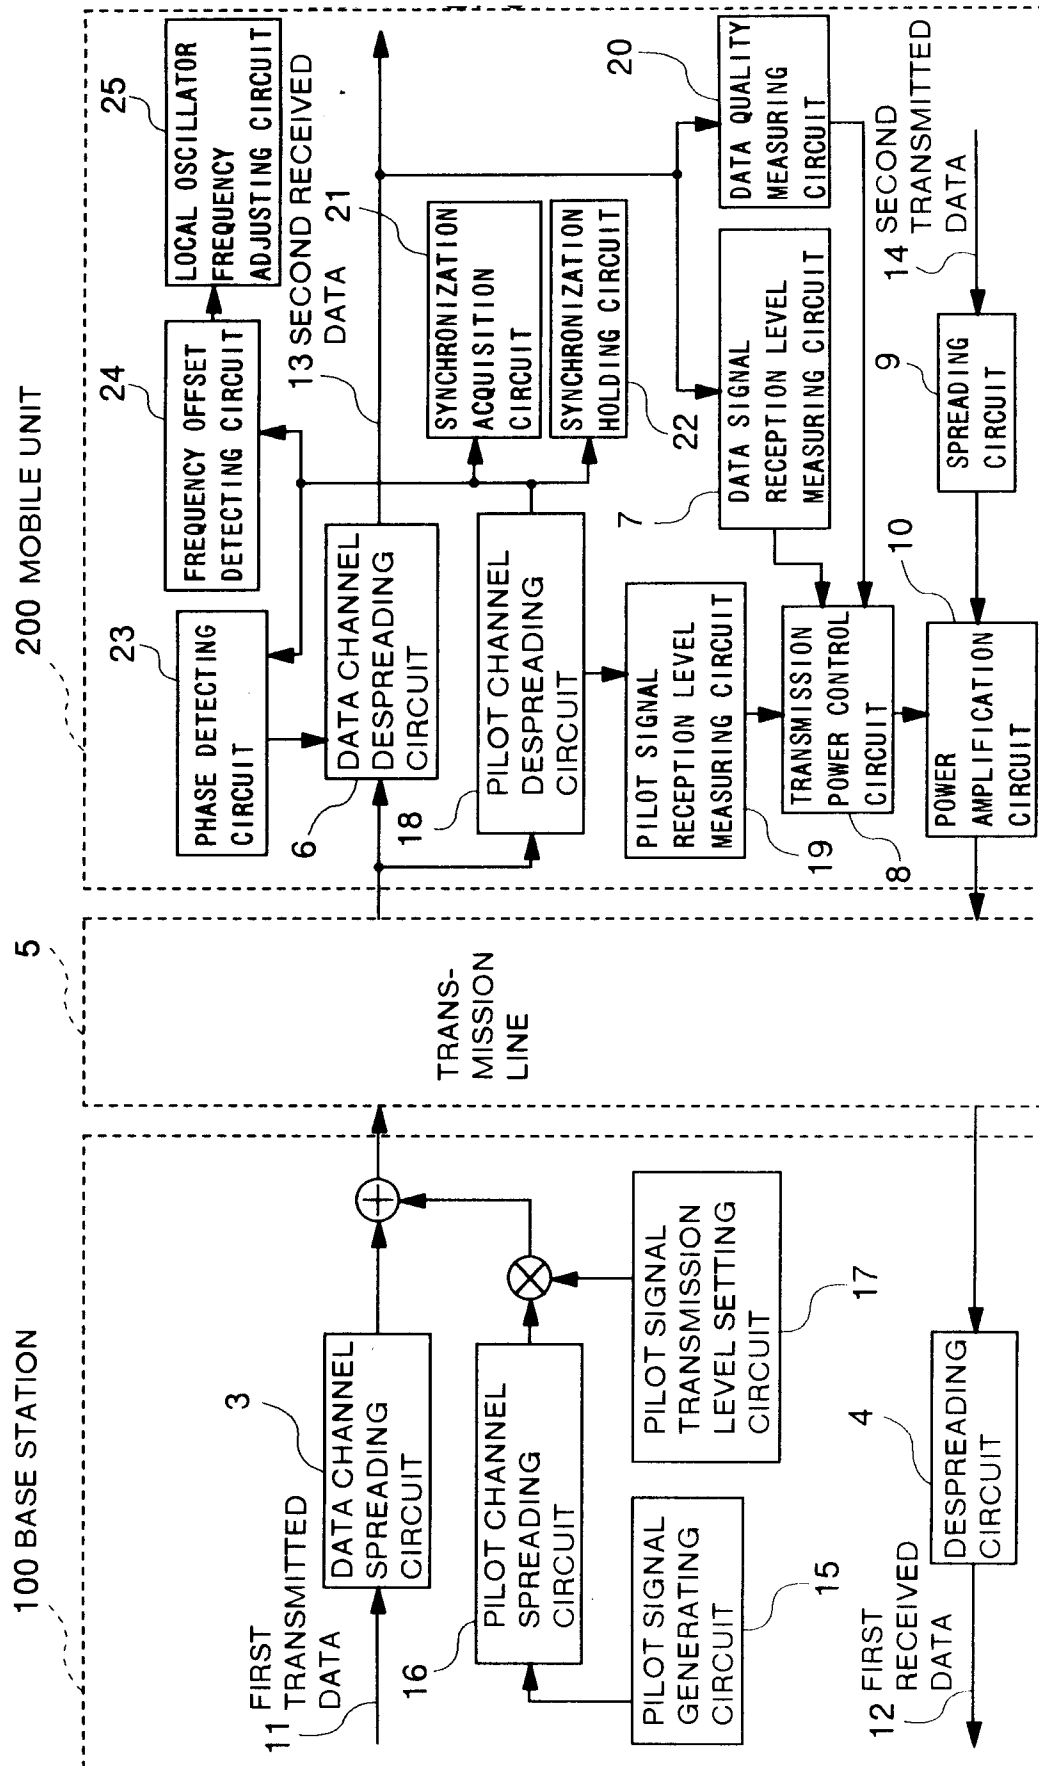 100 BASE STATION
5
200 MOBILE UNIT
11
FIRST
TRANSMITTED
DATA
3
DATA CHANNEL
SPREADING
CIRCUIT
16
PILOT CHANNEL
SPREADING
CIRCUIT
PILOT SIGNAL
GENERATING
CIRCUIT
15
PILOT SIGNAL
TRANSMISSION
LEVEL SETTING
CIRCUIT
17
12
FIRST
RECEIVED
DATA
4
DESPREADING
CIRCUIT
TRANS-
MISSION
LINE
23
PHASE DETECTING
CIRCUIT
24
FREQUENCY OFFSET
DETECTING CIRCUIT
25
LOCAL OSCILLATOR
FREQUENCY
ADJUSTING CIRCUIT
6
DATA CHANNEL
DESPREADING
CIRCUIT
13 SECOND RECEIVED
DATA
18
PILOT CHANNEL
DESPREADING
CIRCUIT
21
SYNCHRONIZATION
ACQUISITION
CIRCUIT
SYNCHRONIZATION
HOLDING CIRCUIT
22
PILOT SIGNAL
RECEPTION LEVEL
MEASURING CIRCUIT
19
7
DATA SIGNAL
RECEPTION LEVEL
MEASURING CIRCUIT
20
DATA QUALITY
MEASURING
CIRCUIT
TRANSMISSION
POWER CONTROL
CIRCUIT
8
10
POWER
AMPLIFICATION
CIRCUIT
9
SPREADING
CIRCUIT
14
SECOND
TRANSMITTED
DATA